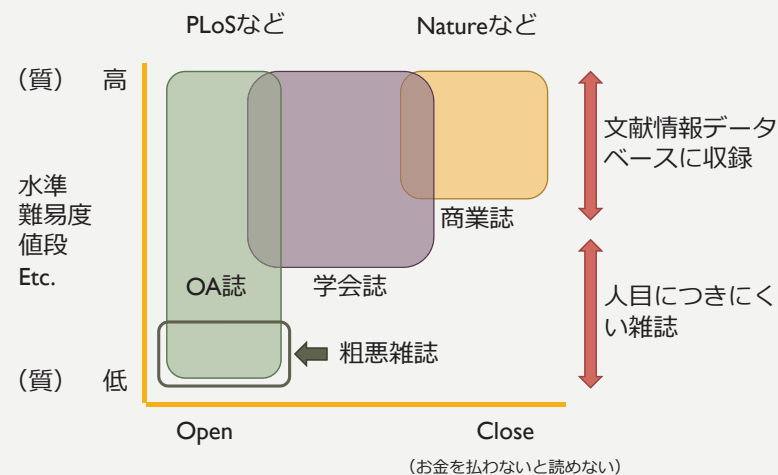 PLoSなど
Natureなど
（質） 高
文献情報データ
ベースに収録
水準
難易度
値段
Etc.
商業誌
OA誌
学会誌
人目につきにく
い雑誌
粗悪雑誌
（質） 低
Open
Close
（お金を払わないと読めない）